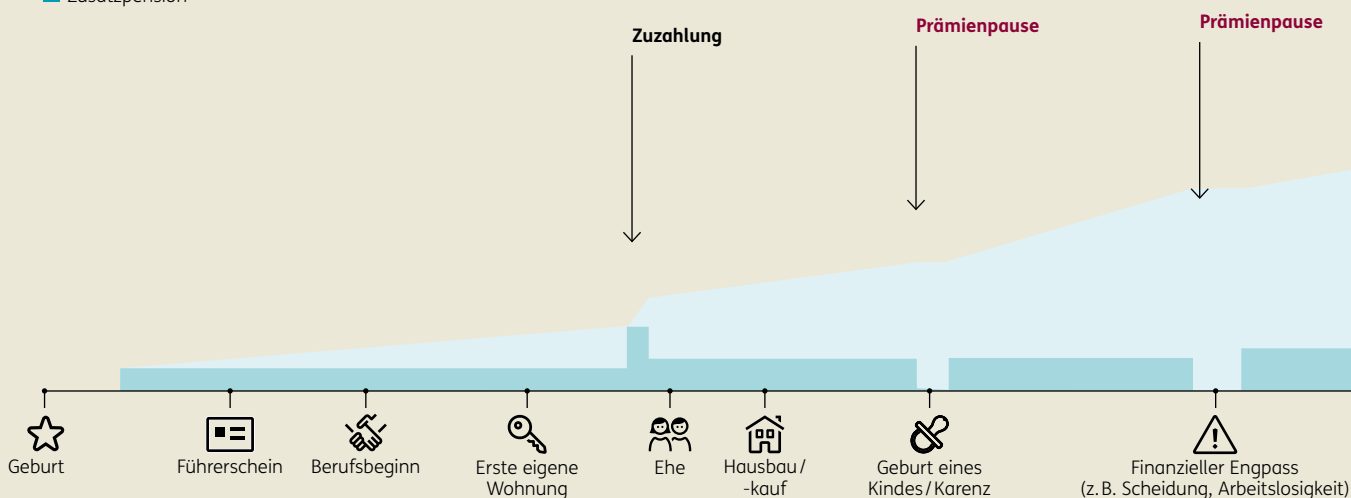 Zusatzpension
Zuzahlung
Prämienpause
Prämienpause
Geburt
Führerschein
Berufsbeginn
Erste eigene
Wohnung
Ehe
Hausbau/
-kauf
Geburt eines
Kindes/Karenz
Finanzieller Engpass
(z. B. Scheidung, Arbeitslosigkeit)